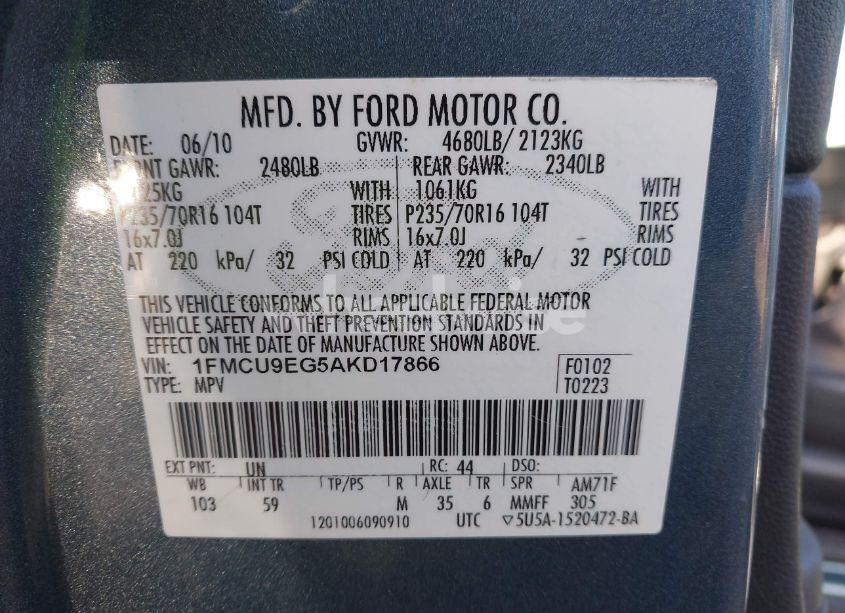 MFD. BY FORD MOTOR CO.
DATE: 06/10 GVWR: 4680LB/ 2123KG
FRONT GAWR: 2480LB REAR GAWR: 2340LB
1125KG WITH 1061KG WITH
P235/70R16 104T TIRES P235/70R16 104T TIRES
16x7.0J RIMS 16x7.0J RIMS
AT 220 kPa/ 32 PSI COLD AT 220 kPa/ 32 PSI COLD
THIS VEHICLE CONFORMS TO ALL APPLICABLE FEDERAL MOTOR
VEHICLE SAFETY AND THEFT PREVENTION STANDARDS IN
EFFECT ON THE DATE OF MANUFACTURE SHOWN ABOVE.
VIN: 1FMCU9EG5AKD17866 F0102
TYPE: MPV T0223
EXT PNT: UN RC: 44 DSO:
WB INT TR TP/PS R AXLE TR SPR AM71F
103 59 M 35 6 MMFF 305
1201006090910 UTC ▽5U5A-1520472-BA